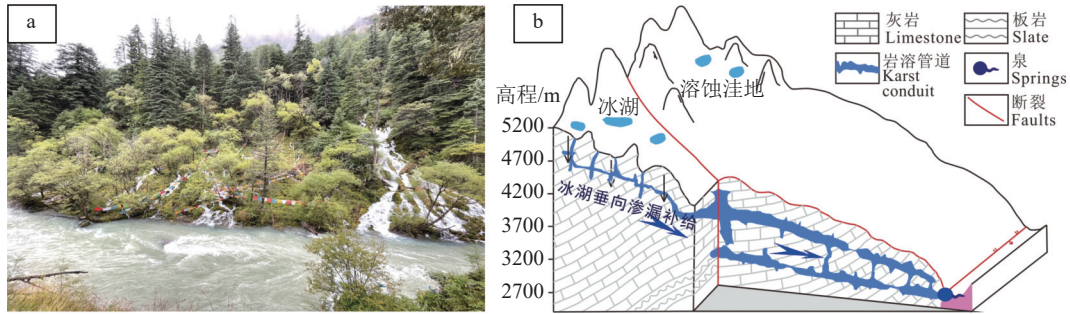 a
b
灰岩
Limestone
板岩
Slate
岩溶管道
Karst
conduit
泉
Springs
断裂
Faults
高程/m
5200
4700
4200
3700
3200
2700
冰湖
溶蚀洼地
冰湖垂向渗漏补给